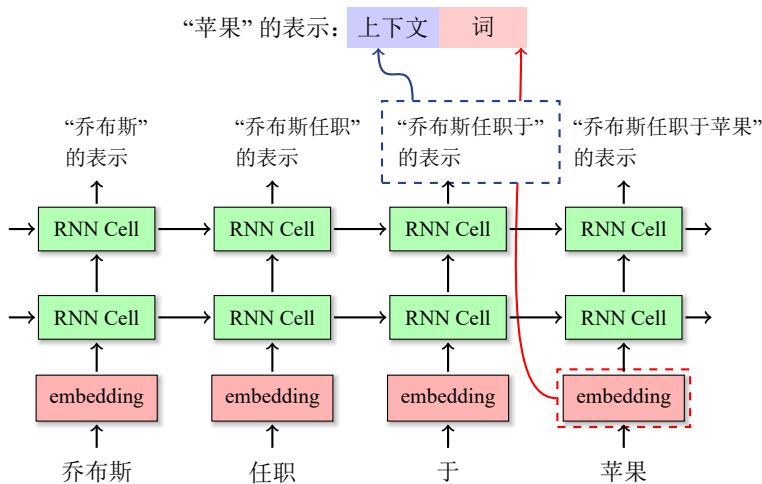 “苹果” 的表示： 上下文 词
“乔布斯” “乔布斯任职” “乔布斯任职于” “乔布斯任职于苹果”
的表示 的表示 的表示 的表示
RNN Cell RNN Cell RNN Cell RNN Cell
RNN Cell RNN Cell RNN Cell RNN Cell
embedding embedding embedding embedding
乔布斯 任职 于 苹果